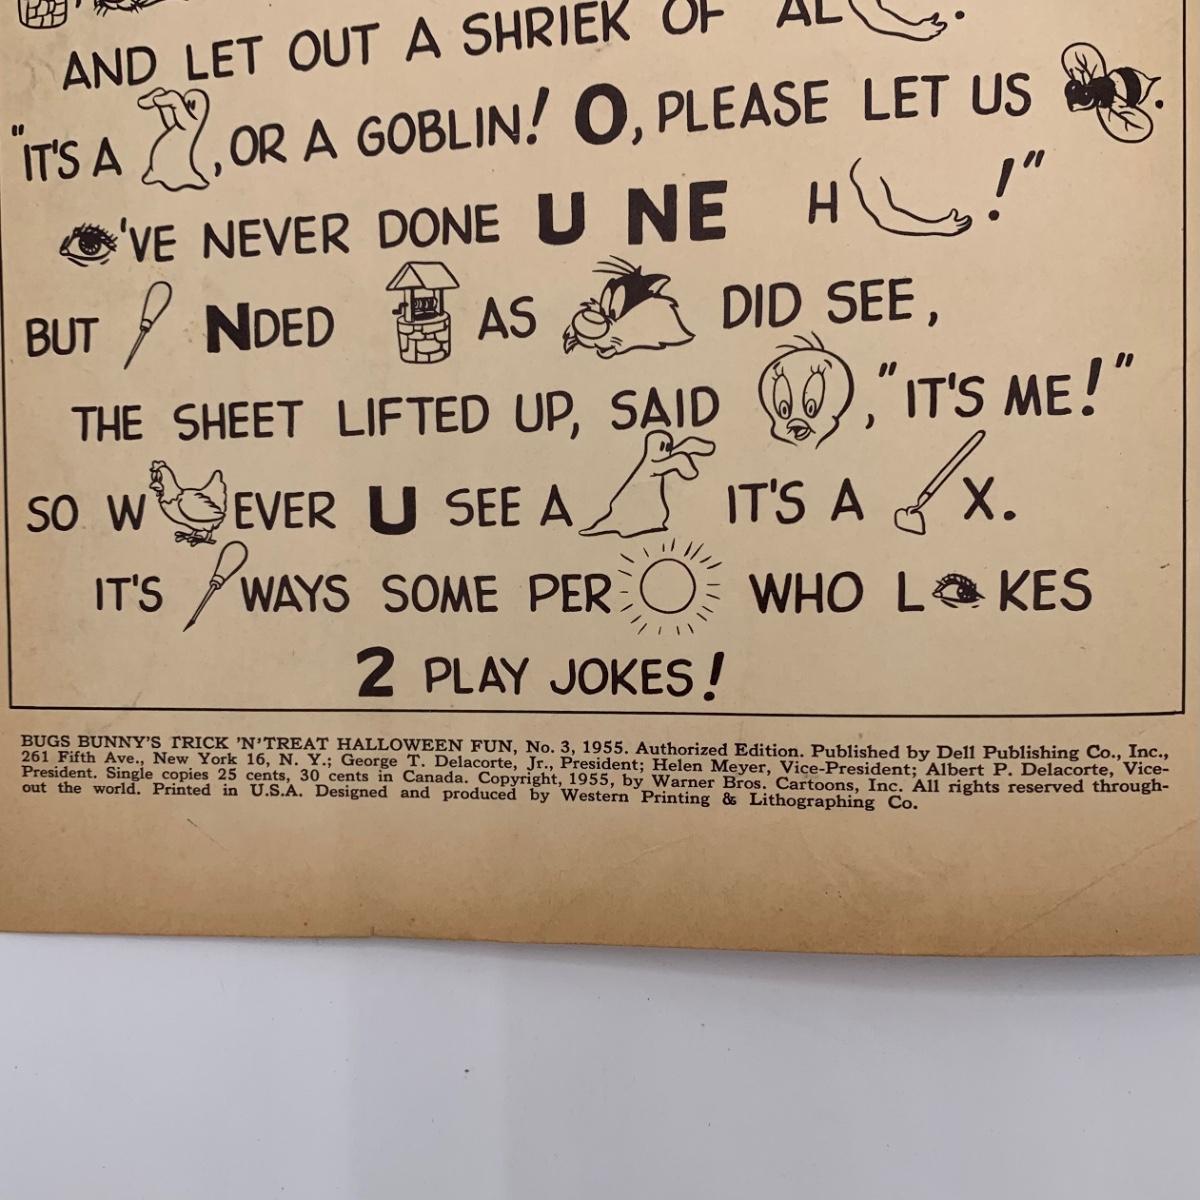 AND LET OUT A SHRIEK OF AL .
"IT'S A , OR A GOBLIN! O, PLEASE LET US .
'VE NEVER DONE U NE H !"
BUT NDED AS DID SEE,
THE SHEET LIFTED UP, SAID , "IT'S ME!"
SO W EVER U SEE A IT'S A X.
IT'S WAYS SOME PER WHO L KES
2 PLAY JOKES!
BUGS BUNNY'S TRICK 'N' TREAT HALLOWEEN FUN, No. 3, 1955. Authorized Edition. Published by Dell Publishing Co., Inc.,
261 Fifth Ave., New York 16, N. Y.; George T. Delacorte, Jr., President; Helen Meyer, Vice-President; Albert P. Delacorte, Vice-
President. Single copies 25 cents, 30 cents in Canada. Copyright, 1955, by Warner Bros. Cartoons, Inc. All rights reserved through-
out the world. Printed in U.S.A. Designed and produced by Western Printing & Lithographing Co.